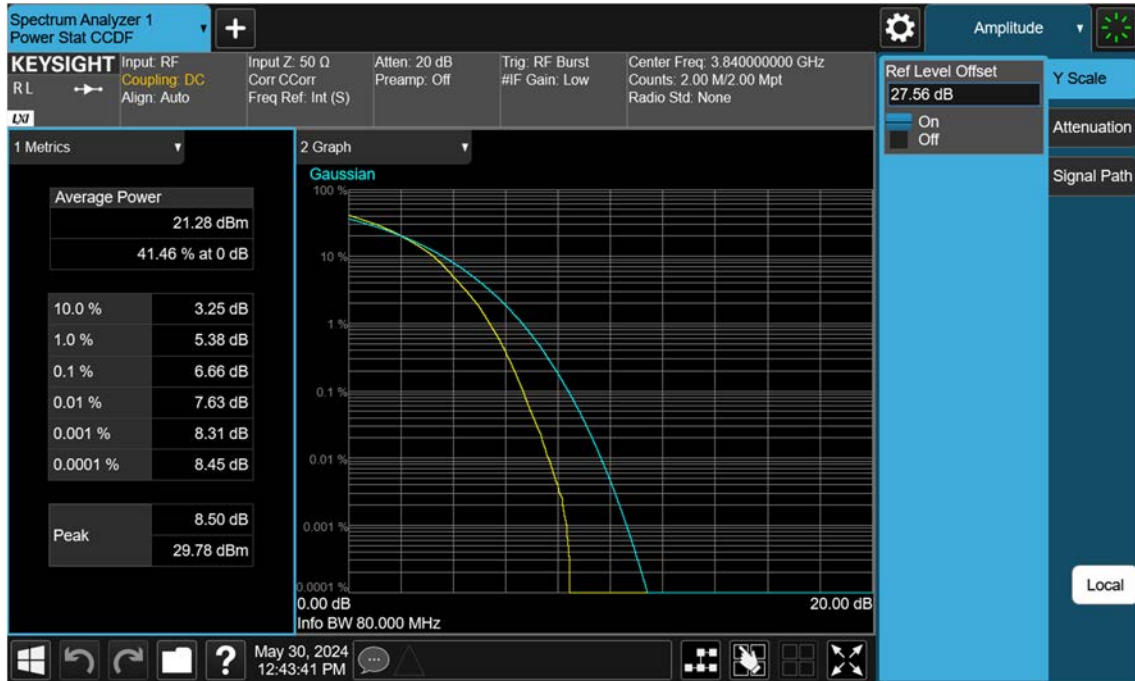 Spectrum Analyzer 1
Power Stat CCDF
+
Amplitude
KEYSIGHT
R L
LXI
Input: RF
Coupling: DC
Align: Auto
Input Z: 50 Ω
Corr CCorr
Freq Ref: Int (S)
Atten: 20 dB
Preamp: Off
Trig: RF Burst
#IF Gain: Low
Center Freq: 3.840000000 GHz
Counts: 2.00 M/2.00 Mpt
Radio Std: None
Ref Level Offset
27.56 dB
On
Off
Y Scale
Attenuation
Signal Path
1 Metrics
Average Power
21.28 dBm
41.46 % at 0 dB
10.0 % 3.25 dB
1.0 % 5.38 dB
0.1 % 6.66 dB
0.01 % 7.63 dB
0.001 % 8.31 dB
0.0001 % 8.45 dB
Peak
8.50 dB
29.78 dBm
2 Graph
Gaussian
100 %
10 %
1 %
0.1 %
0.01 %
0.001 %
0.0001 %
0.00 dB 20.00 dB
Info BW 80.000 MHz
Local
?
May 30, 2024
12:43:41 PM